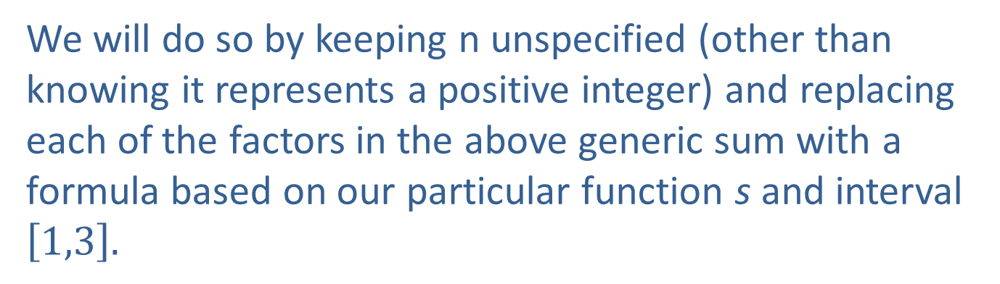 We will do so by keeping n unspecified (other than
knowing it represents a positive integer) and replacing
each of the factors in the above generic sum with a
formula based on our particular function s and interval
[1,3].